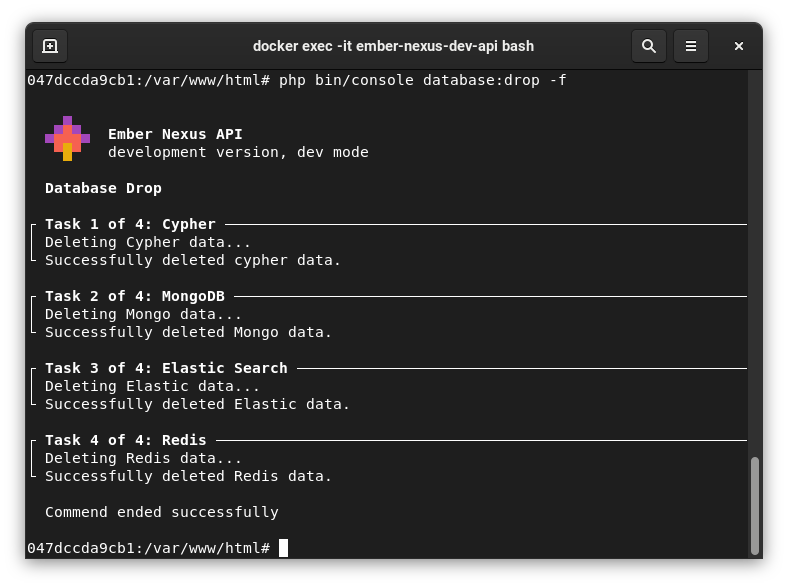 docker exec -it ember-nexus-dev-api bash
047dccda9cb1:/var/www/html# php bin/console database:drop -f
Ember Nexus API
development version, dev mode
Database Drop
Task 1 of 4: Cypher
Deleting Cypher data...
Successfully deleted cypher data.
Task 2 of 4: MongoDB
Deleting Mongo data...
Successfully deleted Mongo data.
Task 3 of 4: Elastic Search
Deleting Elastic data...
Successfully deleted Elastic data.
Task 4 of 4: Redis
Deleting Redis data...
Successfully deleted Redis data.
Commend ended successfully
047dccda9cb1:/var/www/html#